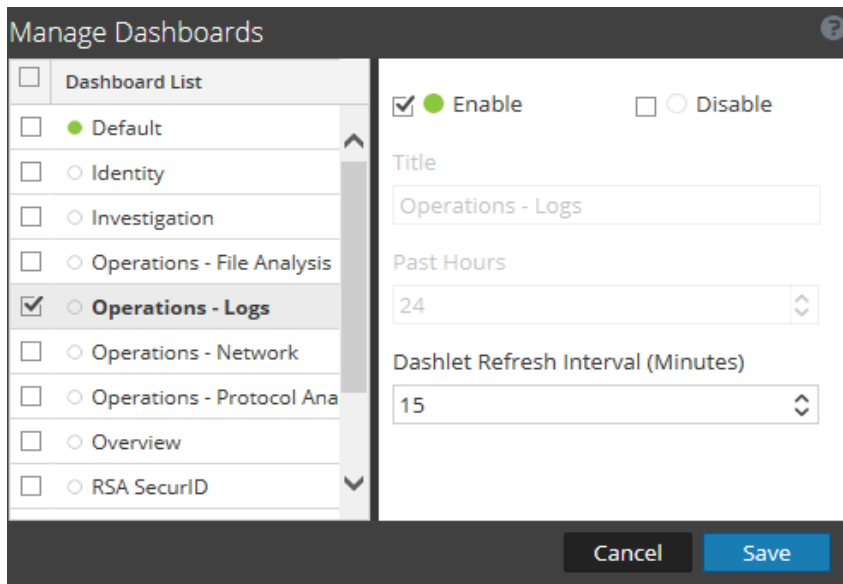 Manage Dashboards
?
Dashboard List
Default
Identity
Investigation
Operations - File Analysis
Operations - Logs
Operations - Network
Operations - Protocol Ana
Overview
RSA SecurID
Enable
Disable
Title
Operations - Logs
Past Hours
24
Dashlet Refresh Interval (Minutes)
15
Cancel
Save